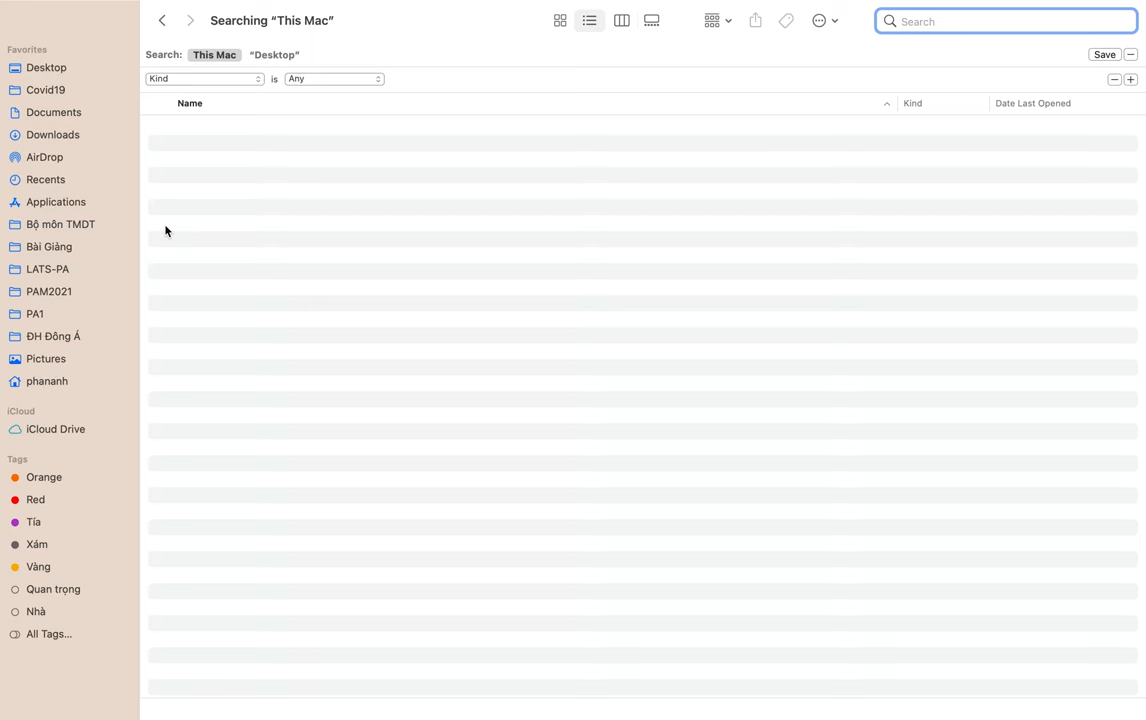 Searching “This Mac”
Search
Search: This Mac “Desktop” Save
Kind is Any
Name Kind Date Last Opened
Favorites
Desktop
Covid19
Documents
Downloads
AirDrop
Recents
Applications
Bộ môn TMDT
Bài Giảng
LATS-PA
PAM2021
PA1
ĐH Đông Á
Pictures
phananh
iCloud
iCloud Drive
Tags
Orange
Red
Tía
Xám
Vàng
Quan trọng
Nhà
All Tags...